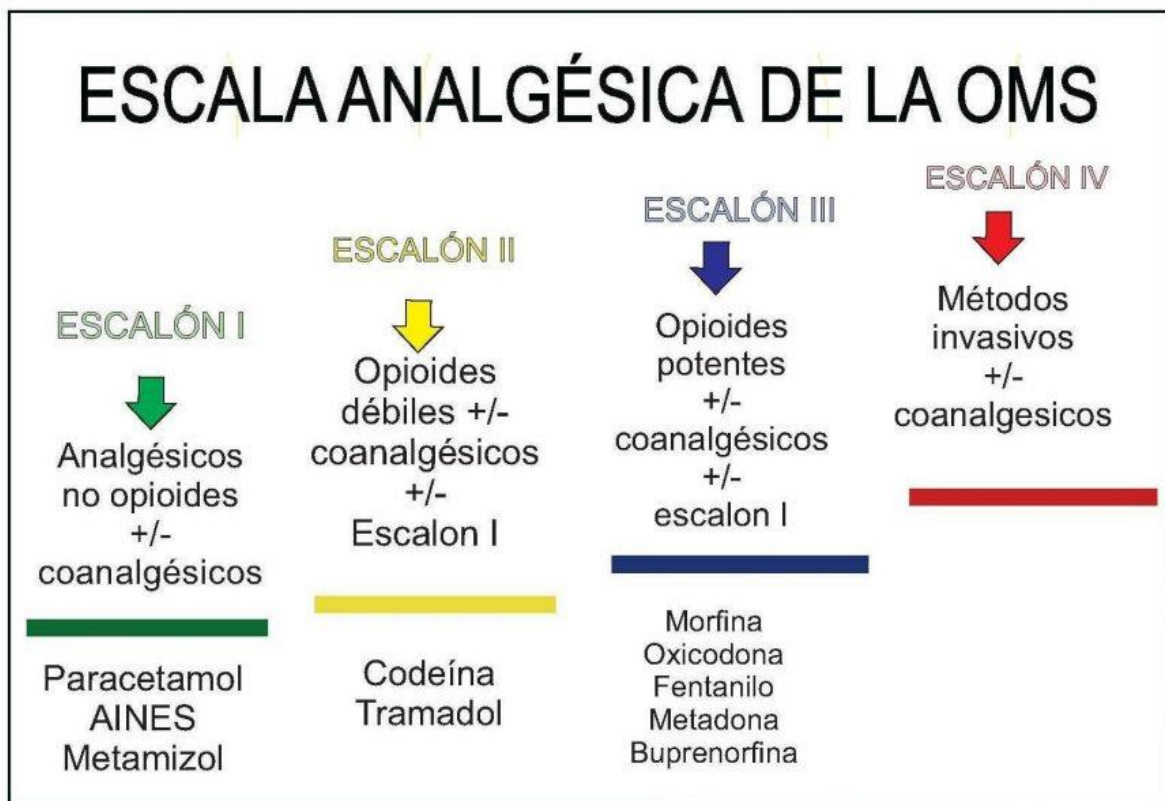 ESCALA ANALGÉSICA DE LA OMS
ESCALÓN I
Analgésicos
no opioides
+/-
coanalgésicos
Paracetamol
AINES
Metamizol
ESCALÓN II
Opioides
débiles +/-
coanalgésicos
+/-
Escalon I
Codeína
Tramadol
ESCALÓN III
Opioides
potentes
+/-
coanalgésicos
+/-
escalon I
Morfina
Oxicodona
Fentanilo
Metadona
Buprenorfina
ESCALÓN IV
Métodos
invasivos
+/-
coanalgesicos